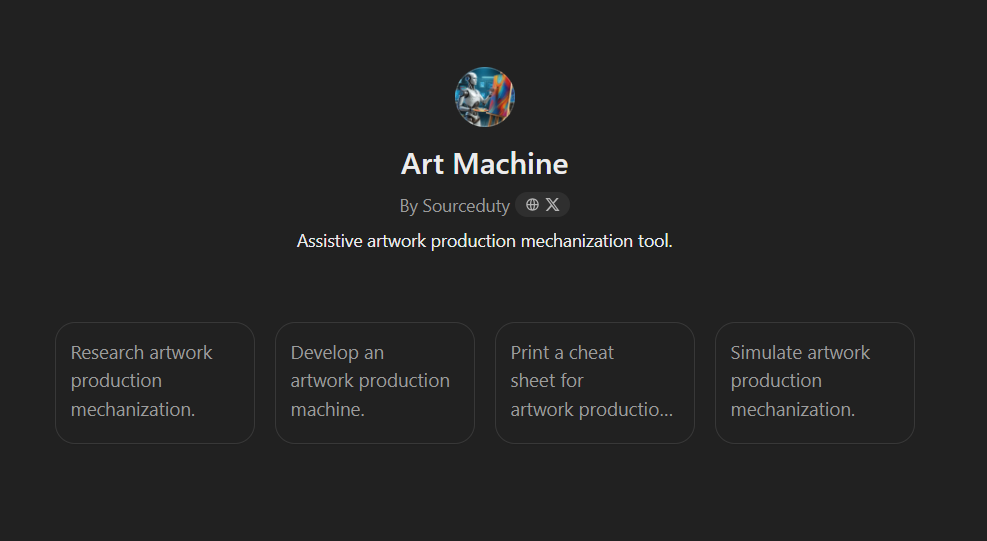 Art Machine
By Sourceduty
Assistive artwork production mechanization tool.
Research artwork
production
mechanization.
Develop an
artwork production
machine.
Print a cheat
sheet for
artwork productio...
Simulate artwork
production
mechanization.